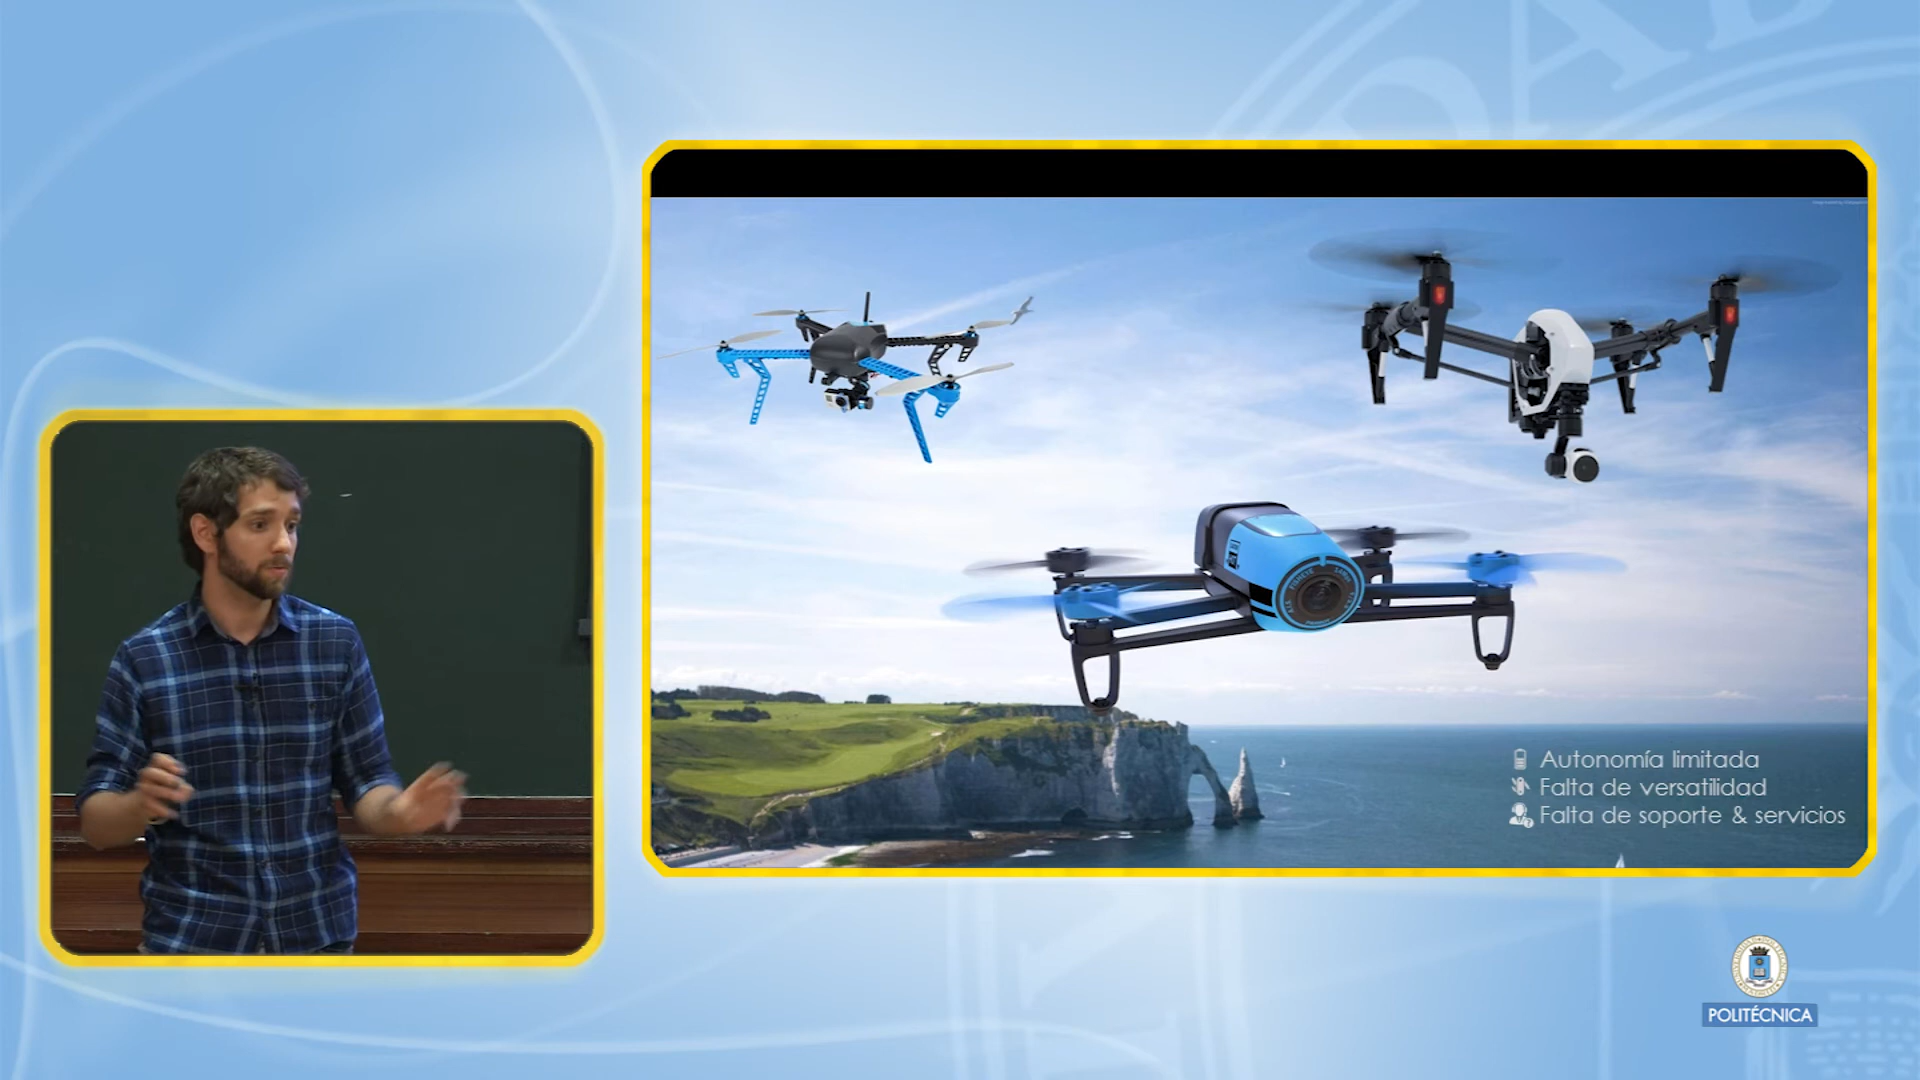 Autonomía limitada
Falta de versatilidad
Falta de soporte & servicios
POLITÉCNICA